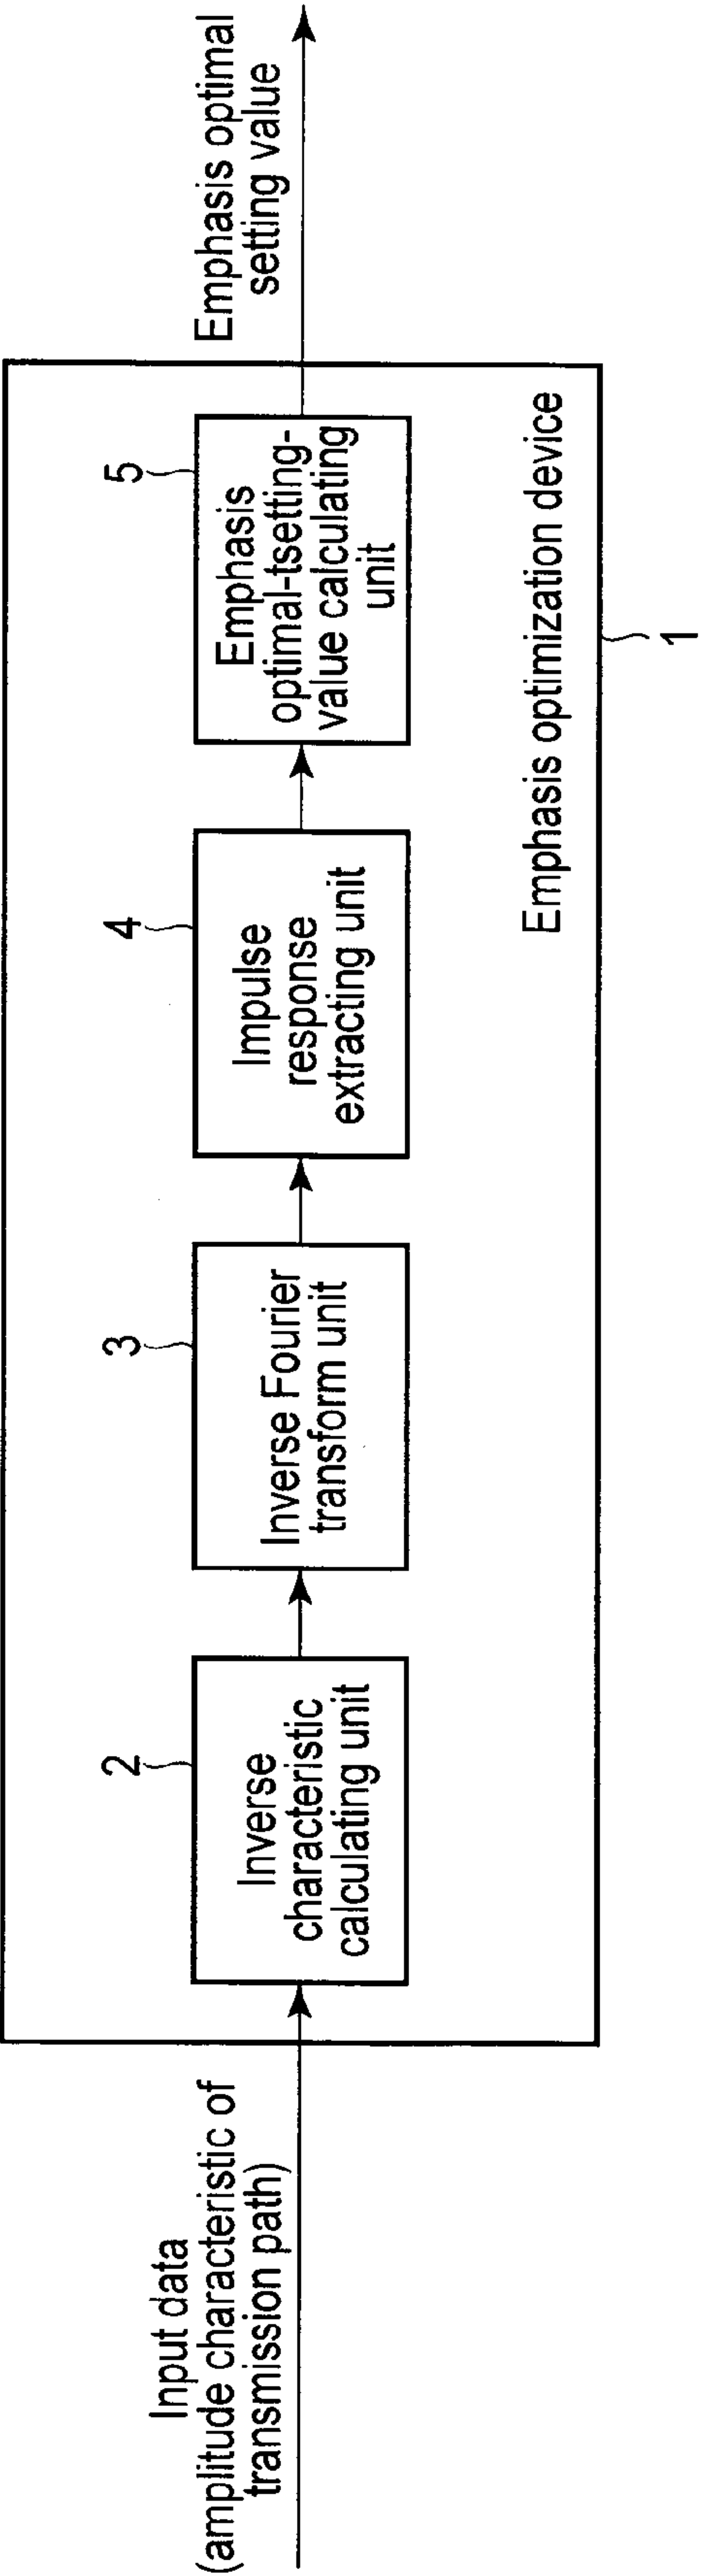 Input data
(amplitude characteristic of
transmission path)
2
Inverse
characteristic
calculating unit
3
Inverse Fourier
transform unit
4
Impulse
response
extracting unit
5
Emphasis
optimal-tsetting-
value calculating
unit
Emphasis optimization device
1
Emphasis optimal
setting value